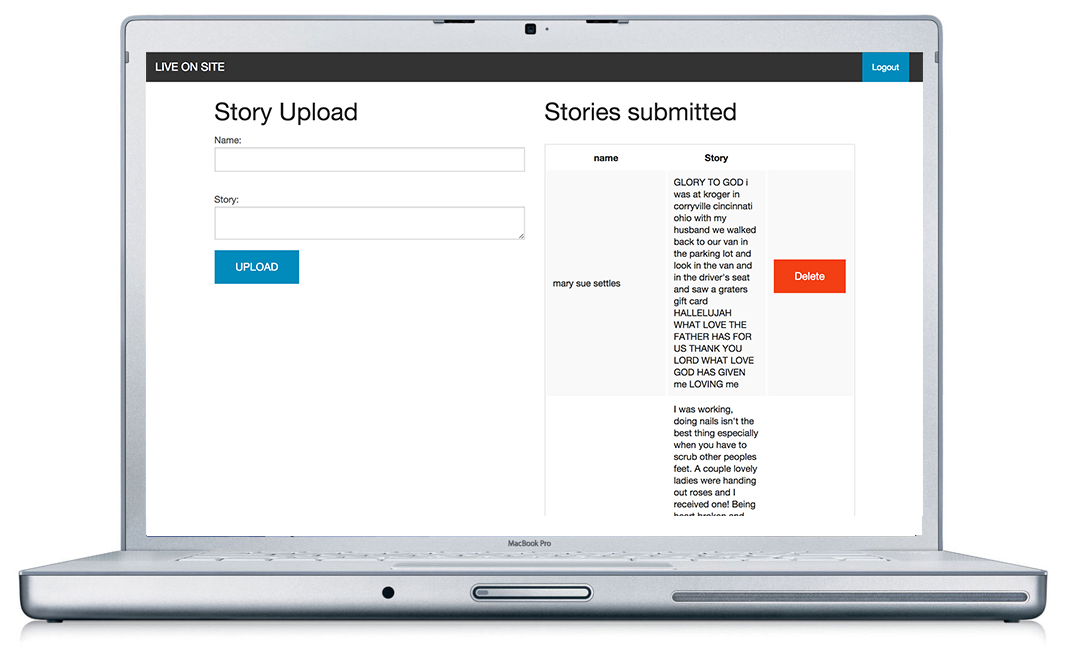 LIVE ON SITE
Logout
Story Upload
Name:
Story:
UPLOAD
Stories submitted
name
Story
mary sue settles
GLORY TO GOD i
was at kroger in
corryville cincinnati
ohio with my
husband we walked
back to our van in
the parking lot and
look in the van and
in the driver's seat
and saw a graters
gift card
HALLELUJAH
WHAT LOVE THE
FATHER HAS FOR
US THANK YOU
LORD WHAT LOVE
GOD HAS GIVEN
me LOVING me
Delete
I was working,
doing nails isn't the
best thing especially
when you have to
scrub other peoples
feet. A couple lovely
ladies were handing
out roses and I
received one! Being
heart broken and
MacBook Pro